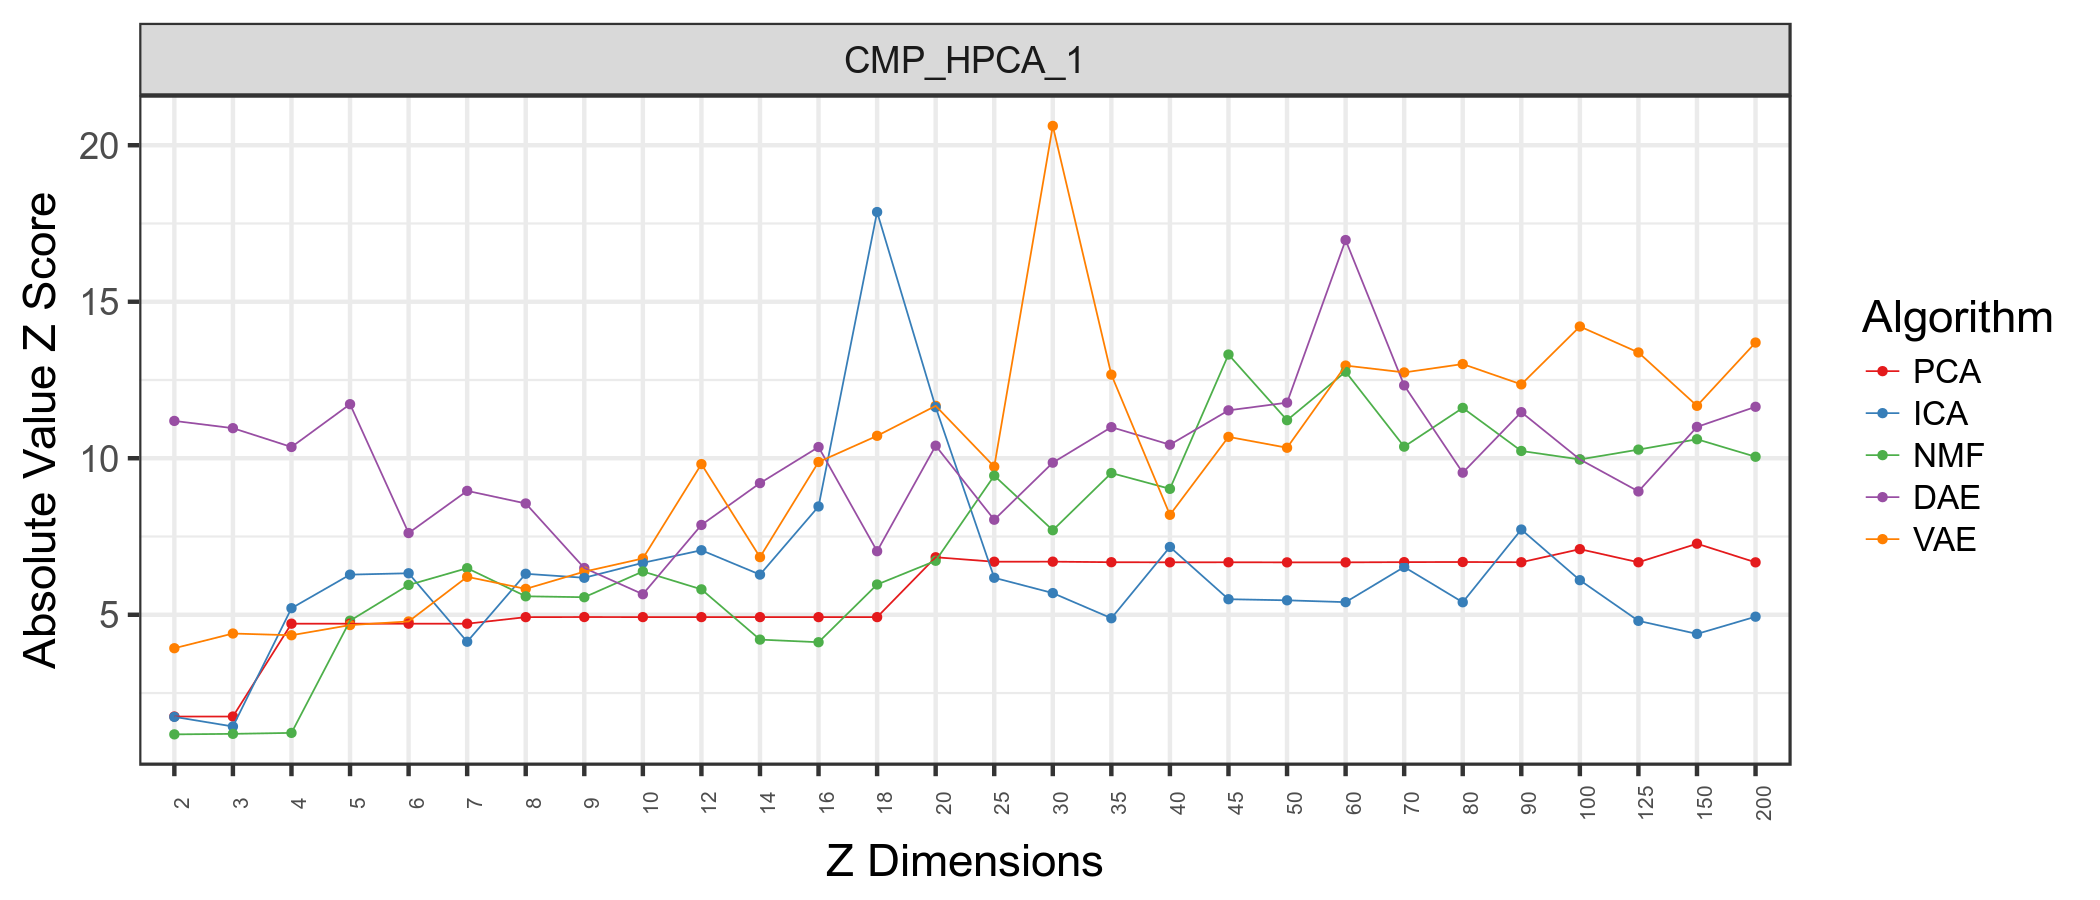 CMP_HPCA_1
Absolute Value Z Score
20
15
10
5
2 3 4 5 6 7 8 9 10 12 14 16 18 20 25 30 35 40 45 50 60 70 80 90 100 125 150 200
Z Dimensions
Algorithm
PCA
ICA
NMF
DAE
VAE